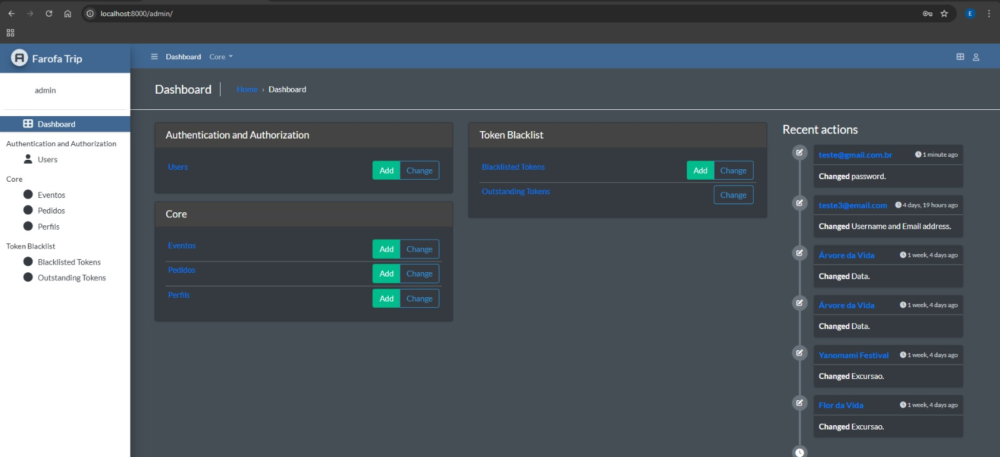 localhost:8000/admin/
E
Farofa Trip
Dashboard Core
admin
Dashboard
Home › Dashboard
Dashboard
Authentication and Authorization
Users
Core
Eventos
Pedidos
Perfils
Token Blacklist
Blacklisted Tokens
Outstanding Tokens
Authentication and Authorization
Users Add Change
Core
Eventos Add Change
Pedidos Add Change
Perfils Add Change
Token Blacklist
Blacklisted Tokens Add Change
Outstanding Tokens Change
Recent actions
teste@gmail.com.br 1 minute ago
Changed password.
teste3@email.com 4 days, 19 hours ago
Changed Username and Email address.
Árvore da Vida 1 week, 4 days ago
Changed Data.
Árvore da Vida 1 week, 4 days ago
Changed Data.
Yanomami Festival 1 week, 4 days ago
Changed Excursao.
Flor da Vida 1 week, 4 days ago
Changed Excursao.